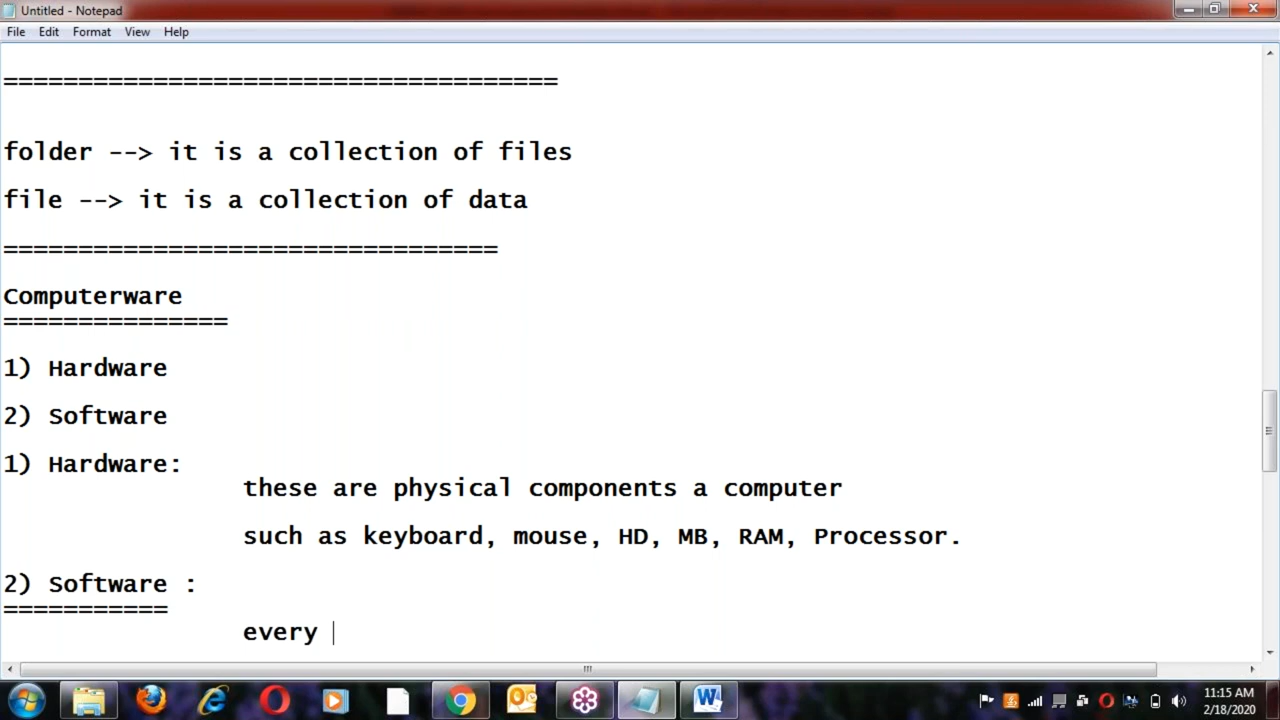 Untitled - Notepad
File Edit Format View Help
=====================================
folder --> it is a collection of files
file --> it is a collection of data
=================================
Computerware
===============
1) Hardware
2) Software
1) Hardware:
these are physical components a computer
such as keyboard, mouse, HD, MB, RAM, Processor.
2) Software :
===========
every
11:15 AM
2/18/2020